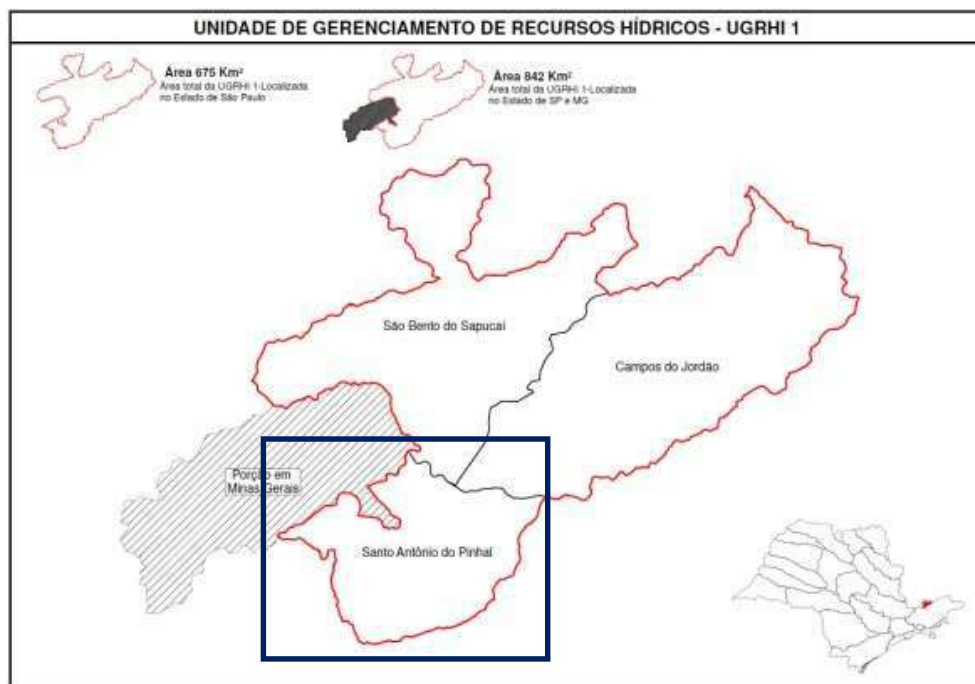 UNIDADE DE GERENCIAMENTO DE RECURSOS HÍDRICOS - UGRHI 1
Área 675 Km²
Área total da UGRHI 1-Localizada
no Estado de São Paulo
Área 842 Km²
Área total da UGRHI 1-Localizada
no Estado de SP e MG
São Bento do Sapucaí
Campos do Jordão
Porção em
Minas Gerais
Santo Antônio do Pinhal